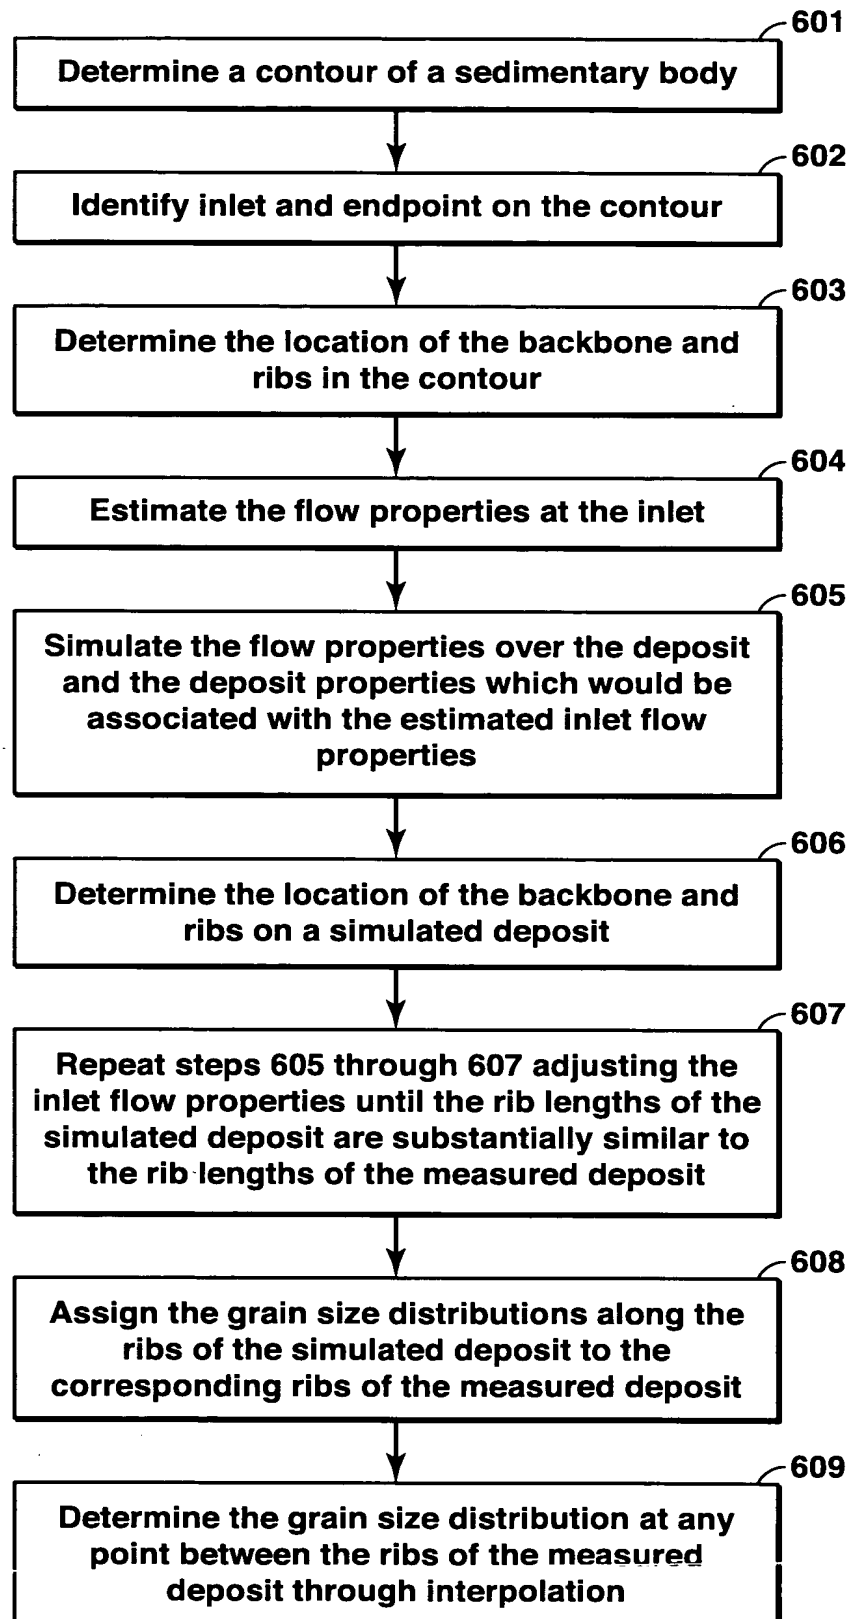 601
Determine a contour of a sedimentary body
602
Identify inlet and endpoint on the contour
603
Determine the location of the backbone and
ribs in the contour
604
Estimate the flow properties at the inlet
605
Simulate the flow properties over the deposit
and the deposit properties which would be
associated with the estimated inlet flow
properties
606
Determine the location of the backbone and
ribs on a simulated deposit
607
Repeat steps 605 through 607 adjusting the
inlet flow properties until the rib lengths of the
simulated deposit are substantially similar to
the rib lengths of the measured deposit
608
Assign the grain size distributions along the
ribs of the simulated deposit to the
corresponding ribs of the measured deposit
609
Determine the grain size distribution at any
point between the ribs of the measured
deposit through interpolation